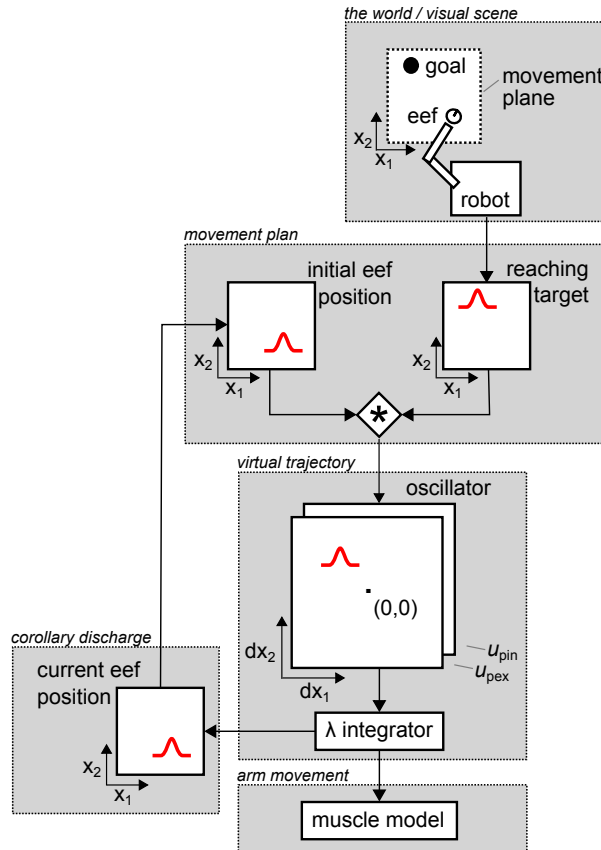 the world / visual scene
goal
movement
plane
eef
x2
x1
robot
movement plan
initial eef
position
reaching
target
x2
x1
x2
x1
*
virtual trajectory
oscillator
(0,0)
dx2
dx1
upin
upex
corollary discharge
current eef
position
x2
x1
λ integrator
arm movement
muscle model